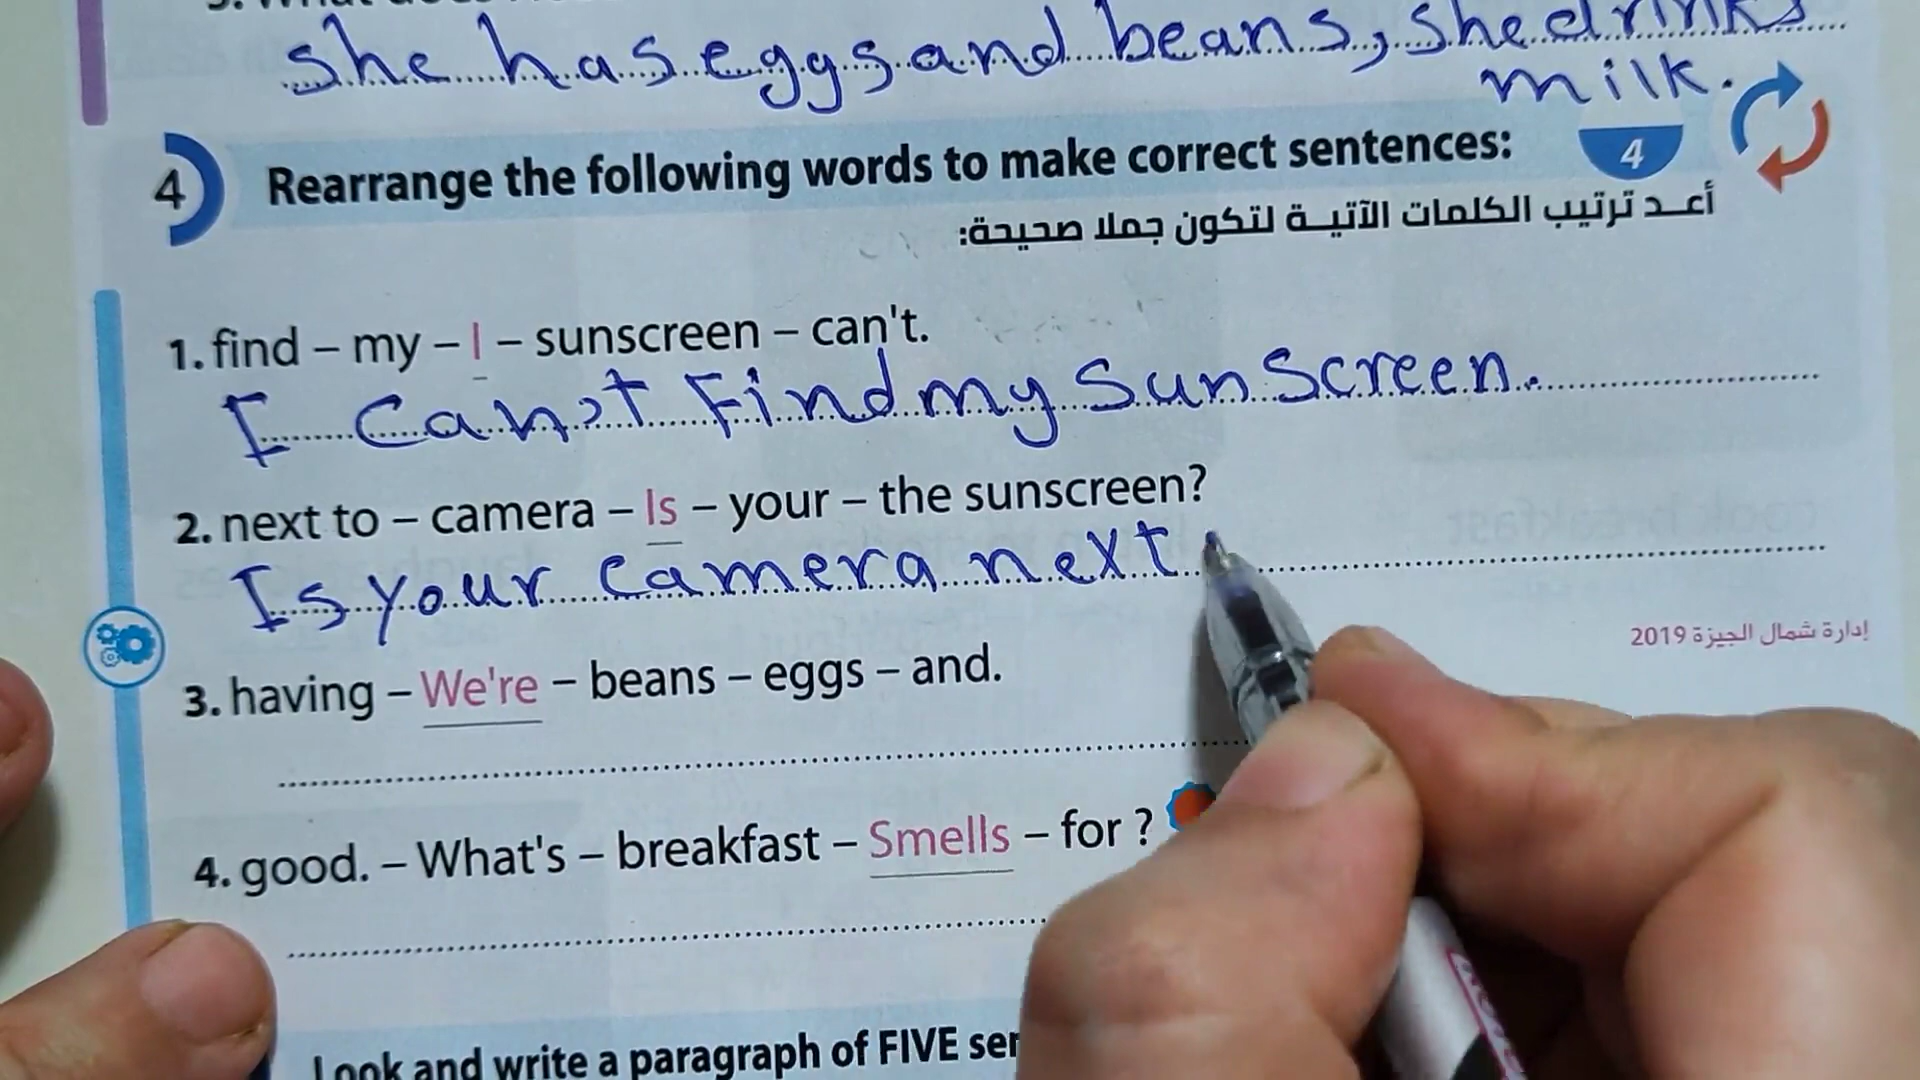 she has eggs and beans, she drinks
milk.
4 Rearrange the following words to make correct sentences: 4
أعد ترتيب الكلمات الآتية لتكون جملا صحيحة:
1. find – my – I – sunscreen – can't.
I can't find my sunscreen.
2. next to – camera – Is – your – the sunscreen?
Is your camera next
إدارة شمال الجيزة 2019
3. having – We're – beans – eggs – and.
4. good. – What's – breakfast – Smells – for ?
Look and write a paragraph of FIVE